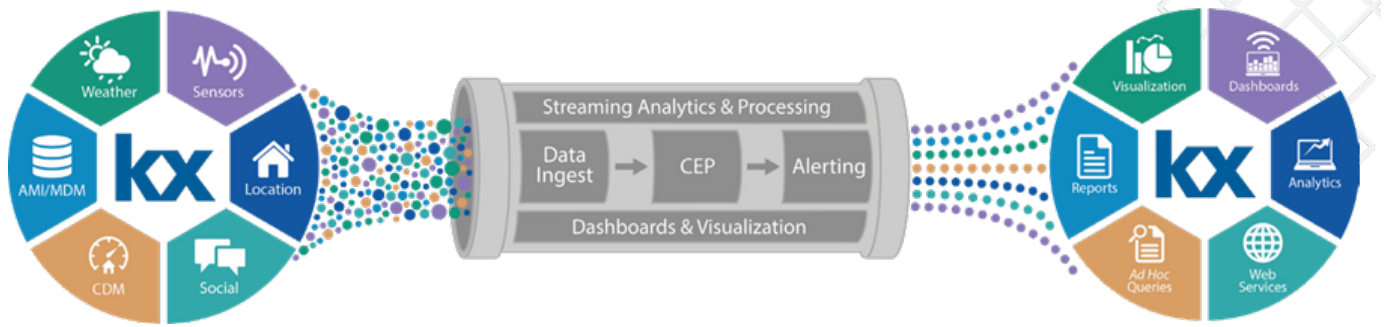 Weather
Sensors
AMI/MDM
kx
Location
CDM
Social
Streaming Analytics & Processing
Data
Ingest
CEP
Alerting
Dashboards & Visualization
Visualization
Dashboards
Reports
kx
Analytics
Ad Hoc
Queries
Web
Services